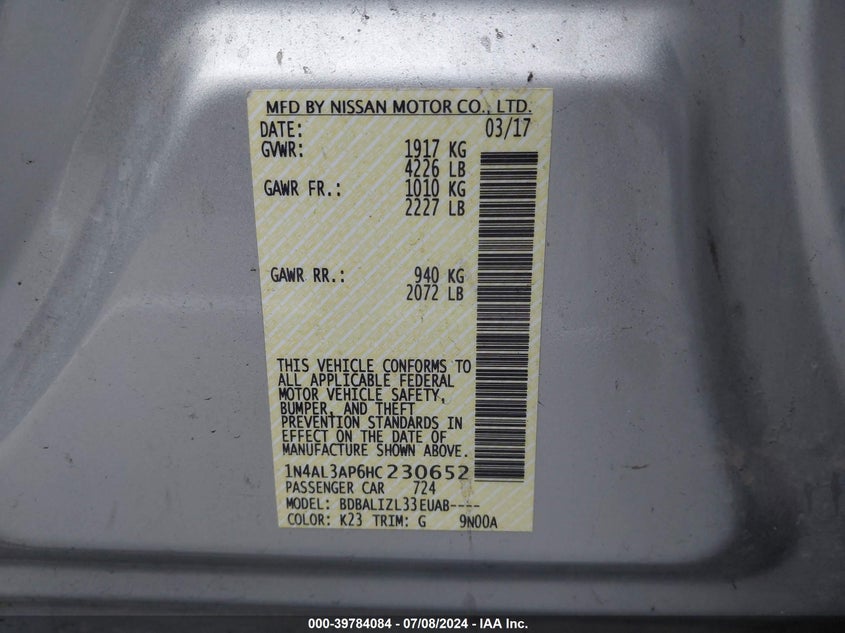 MFD BY NISSAN MOTOR CO., LTD.
DATE: 03/17
GVWR: 1917 KG
4226 LB
GAWR FR.: 1010 KG
2227 LB
GAWR RR.: 940 KG
2072 LB
THIS VEHICLE CONFORMS TO
ALL APPLICABLE FEDERAL
MOTOR VEHICLE SAFETY,
BUMPER, AND THEFT
PREVENTION STANDARDS IN
EFFECT ON THE DATE OF
MANUFACTURE SHOWN ABOVE.
1N4AL3AP6HC230652
PASSENGER CAR 724
MODEL: BDBALIZL33EUAB----
COLOR: K23 TRIM: G 9N00A
000-39784084 - 07/08/2024 - IAA Inc.